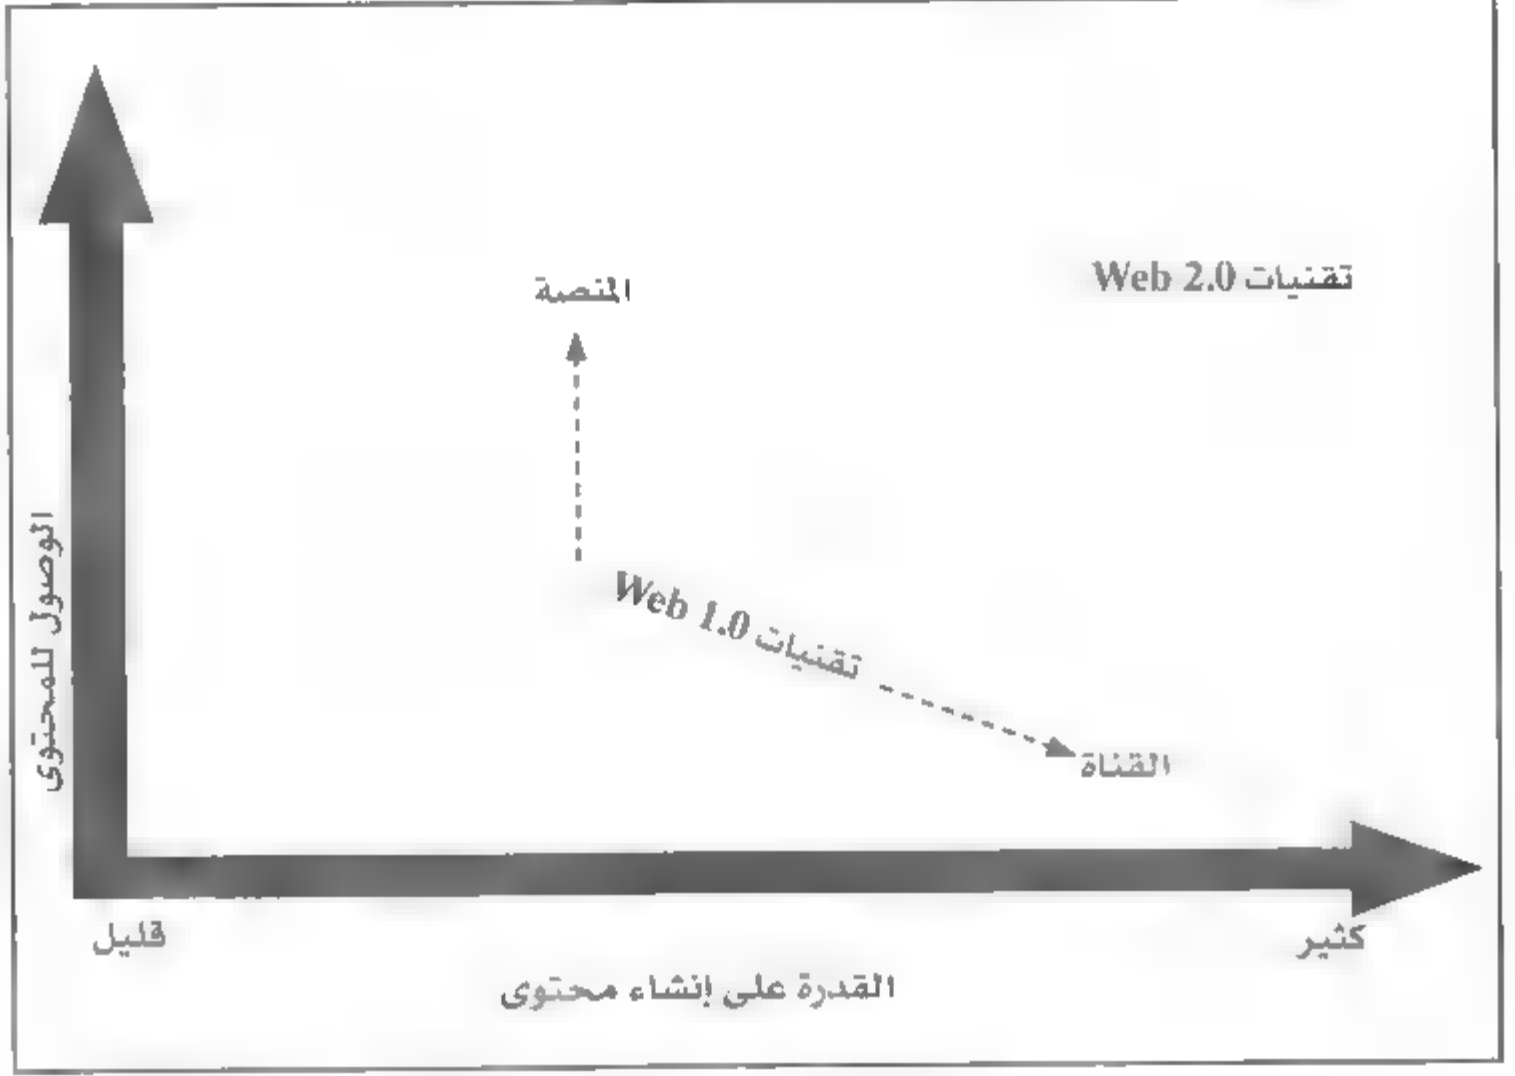 المنصة
تقنيات Web 2.0
الوصول للمحتوى
تقنيات Web 1.0
القناة
قليل
كثير
القدرة على إنشاء محتوى